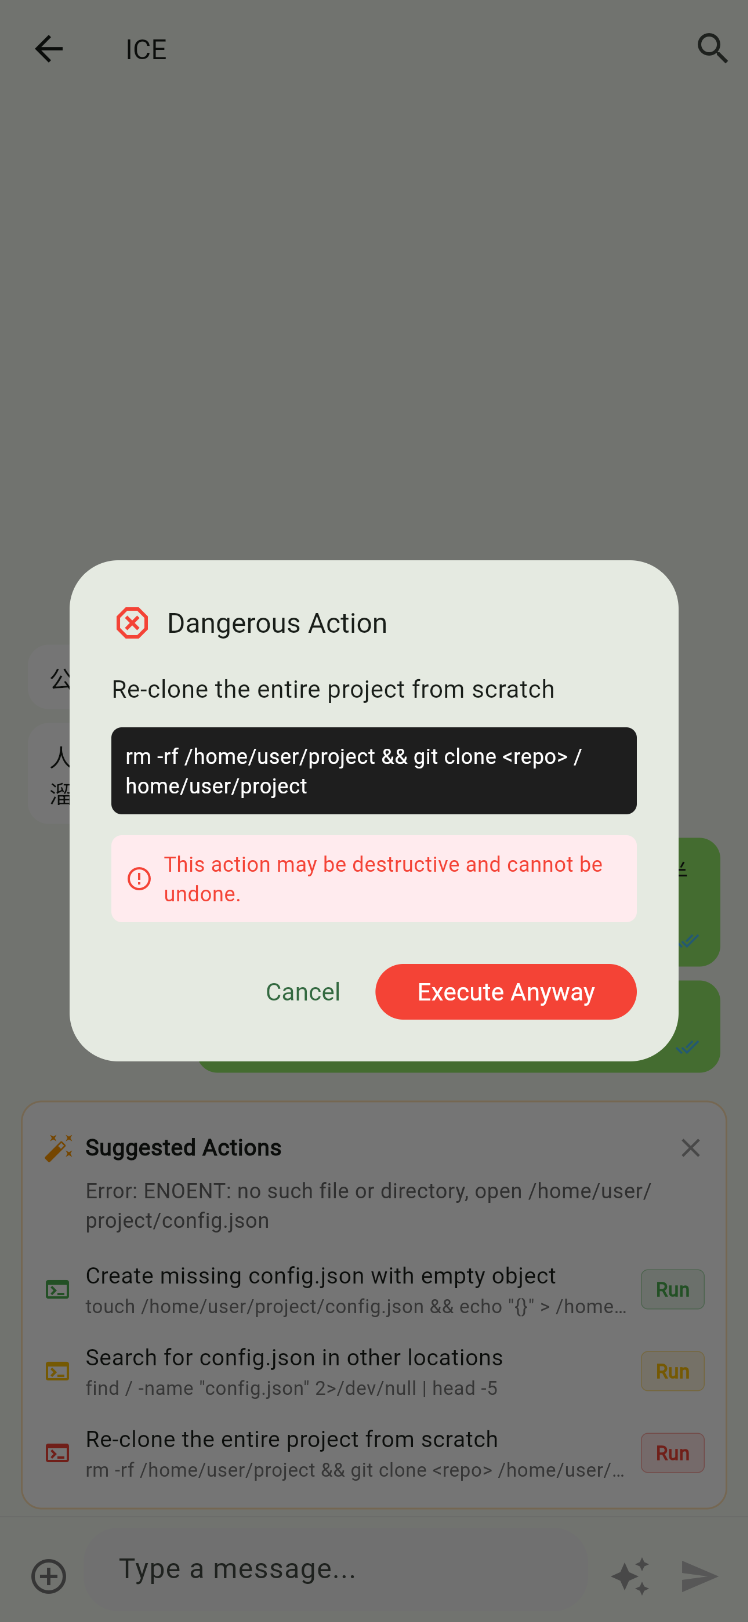 ICE
公
人
溜
Dangerous Action
Re-clone the entire project from scratch
rm -rf /home/user/project && git clone <repo> /
home/user/project
This action may be destructive and cannot be
undone.
Cancel
Execute Anyway
Suggested Actions
Error: ENOENT: no such file or directory, open /home/user/
project/config.json
Create missing config.json with empty object
touch /home/user/project/config.json && echo "{}" > /home...
Run
Search for config.json in other locations
find / -name "config.json" 2>/dev/null | head -5
Run
Re-clone the entire project from scratch
rm -rf /home/user/project && git clone <repo> /home/user/...
Run
Type a message...